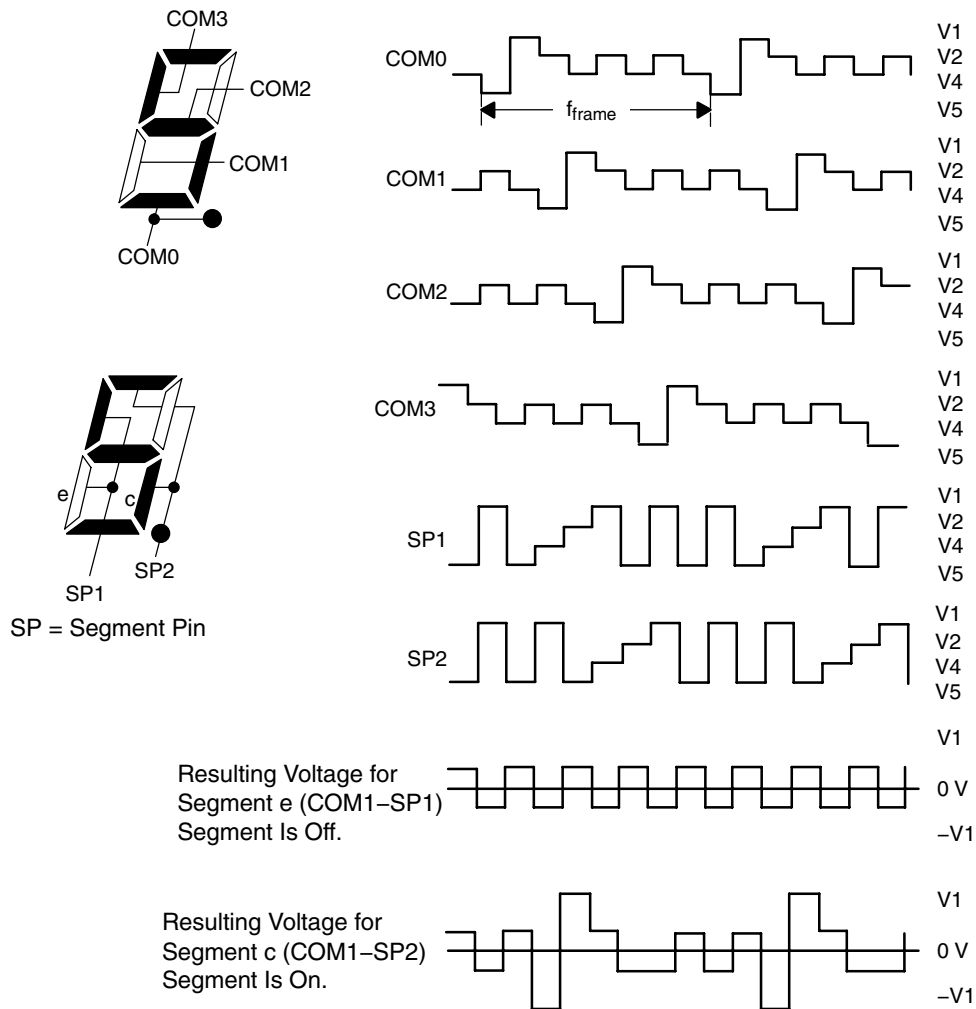 COM3
COM2
COM1
COM0
COM0
f frame
V1
V2
V4
V5
COM1
V1
V2
V4
V5
COM2
V1
V2
V4
V5
COM3
V1
V2
V4
V5
e
c
SP1
SP2
SP = Segment Pin
SP1
V1
V2
V4
V5
SP2
V1
V2
V4
V5
Resulting Voltage for
Segment e (COM1–SP1)
Segment Is Off.
V1
0 V
–V1
Resulting Voltage for
Segment c (COM1–SP2)
Segment Is On.
V1
0 V
–V1